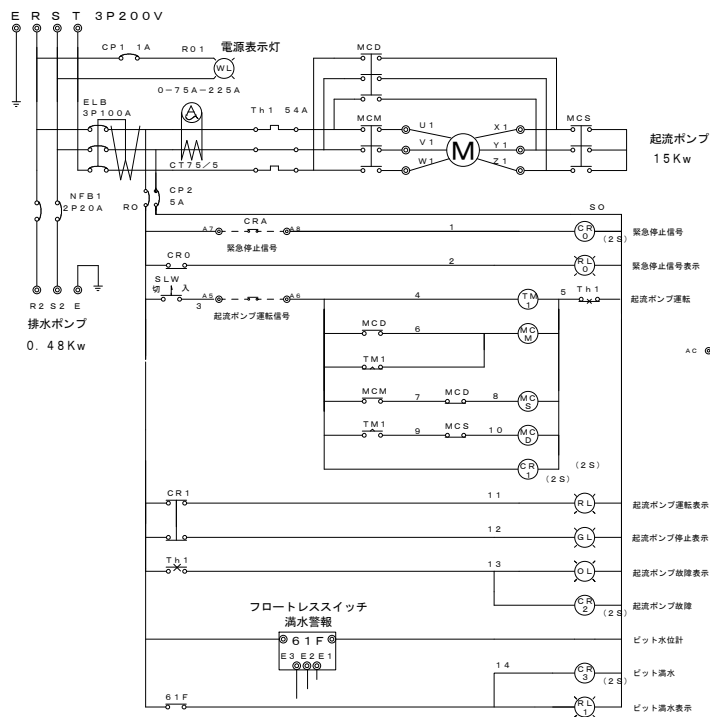 E R S T 3P200V
CP1 1A R01 電源表示灯
WL
MCD
0-75A-225A
ELB
3P100A
A
Th1 54A
MCM
U1
V1
W1
M
X1
Y1
Z1
MCS
起流ポンプ
15Kw
CT75/5
NFB1
2P20A
R0
CP2
5A
S0
A7 CRA A8 1 CR0 (2S) 緊急停止信号
緊急停止信号
CR0 2 RL0 緊急停止信号表示
SLW
切 入
3 A5 A6 4 TM1 5 Th1 起流ポンプ運転
起流ポンプ運転信号
R2 S2 E
排水ポンプ
0.48Kw
MCD 6 MCM
TM1
AC
MCM 7 MCD 8 MCS
TM1 9 MCS 10 MCD
CR1 (2S) (2S)
CR1 11 RL 起流ポンプ運転表示
12 GL 起流ポンプ停止表示
Th1 13 OL 起流ポンプ故障表示
CR2 (2S) 起流ポンプ故障
フロートレススイッチ
満水警報
61F
E3 E2 E1
ピット水位計
14 CR3 (2S) ピット満水
61F RL1 ピット満水表示